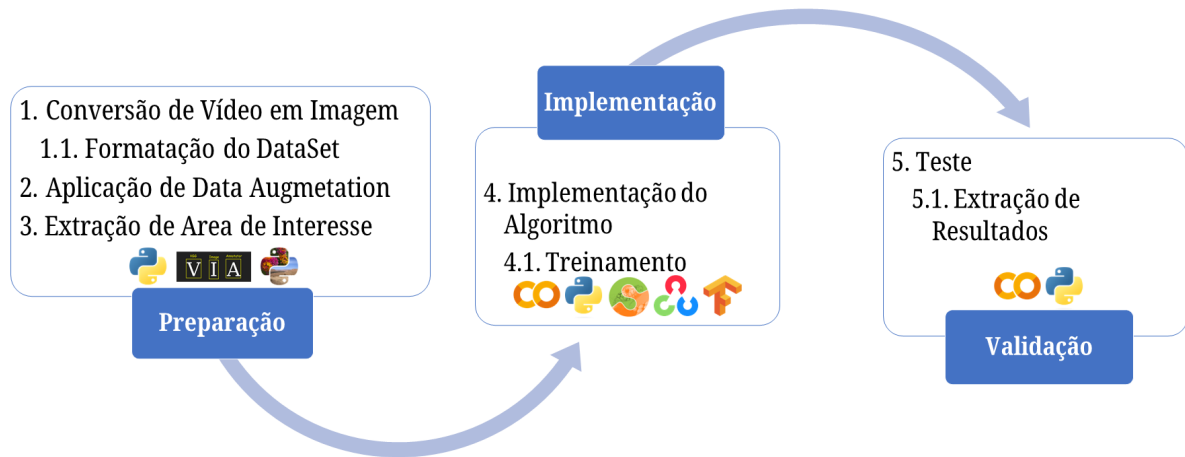 1. Conversão de Vídeo em Imagem
1.1. Formatação do DataSet
2. Aplicação de Data Augmetation
3. Extração de Area de Interesse
VIA
Preparação
Implementação
4. Implementação do
Algoritmo
4.1. Treinamento
5. Teste
5.1. Extração de
Resultados
Validação